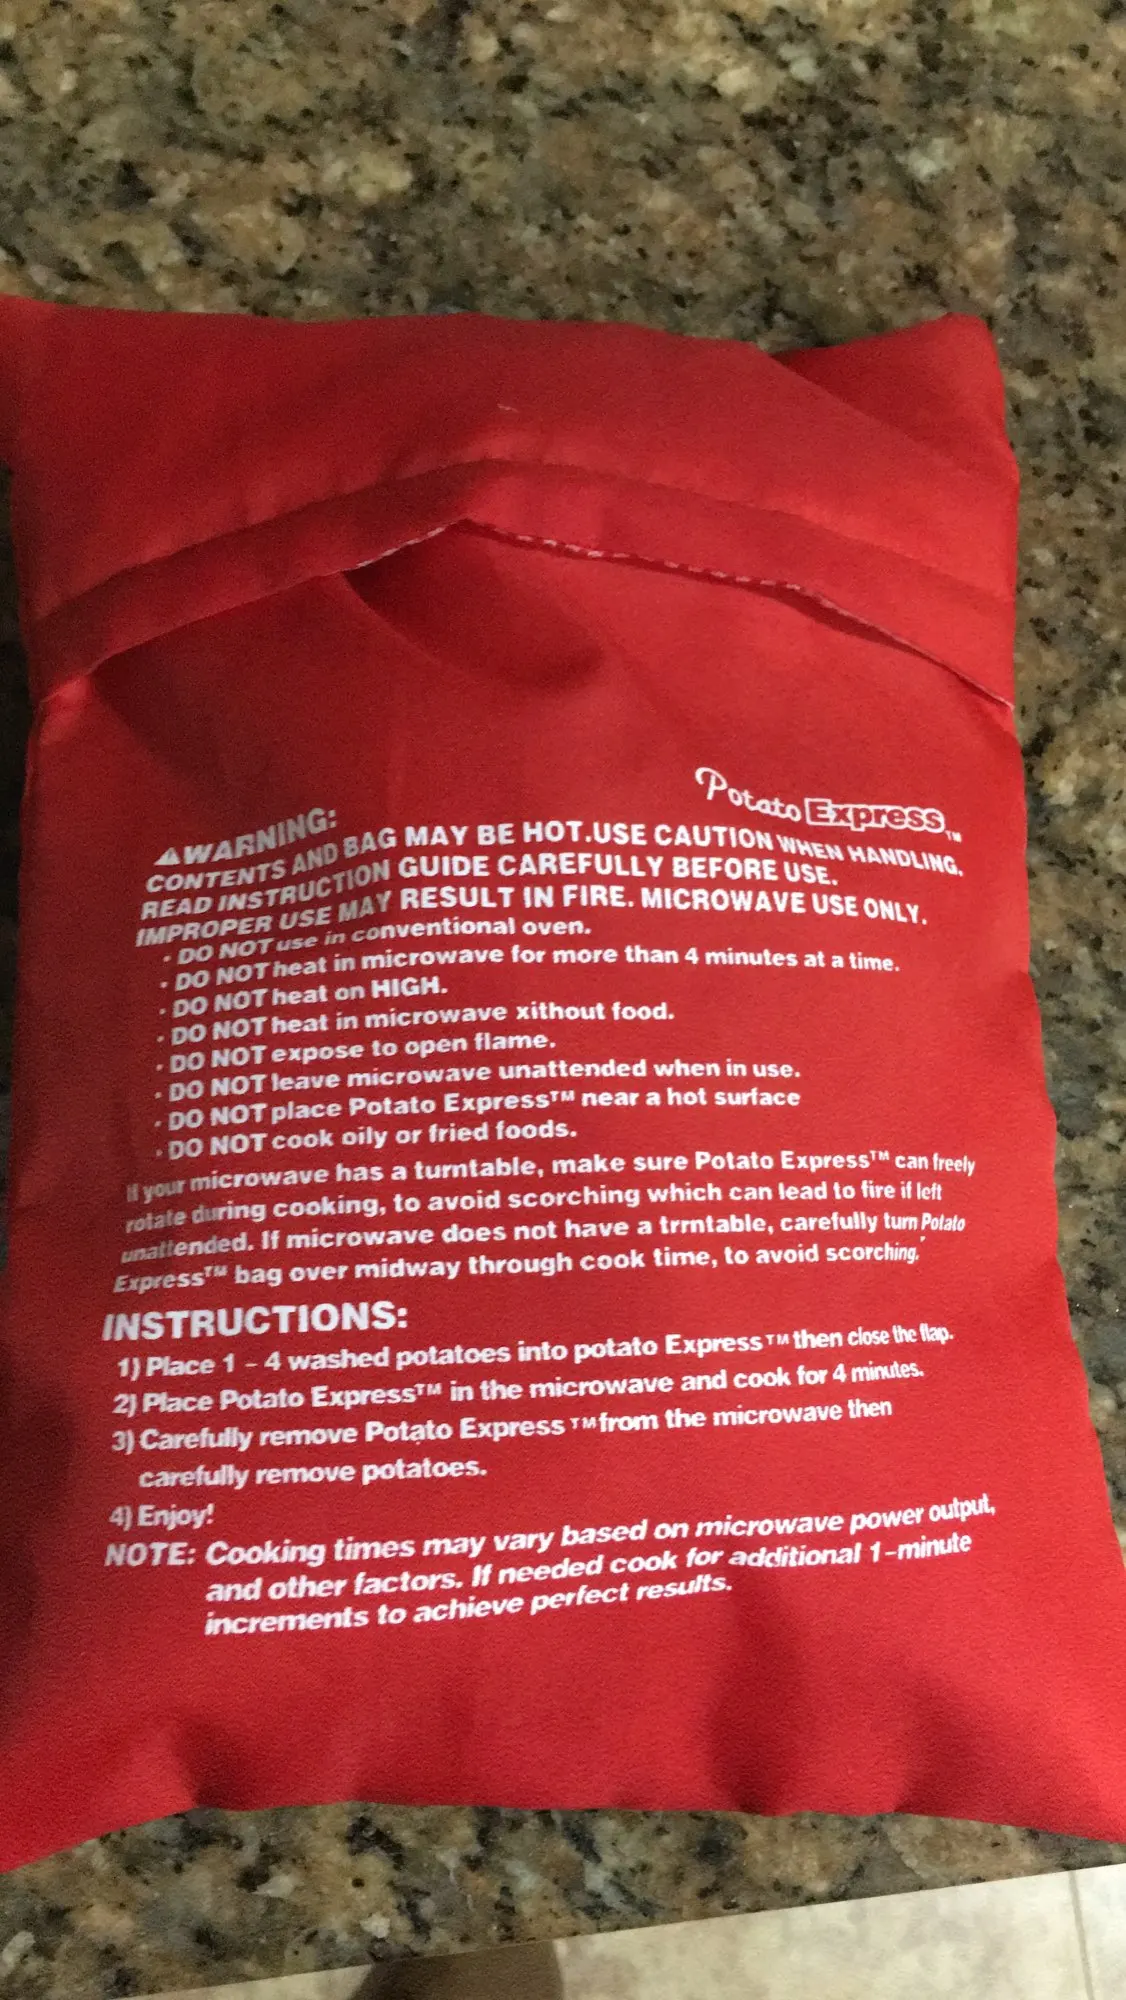 Potato Express™
⚠WARNING:
CONTENTS AND BAG MAY BE HOT.USE CAUTION WHEN HANDLING.
READ INSTRUCTION GUIDE CAREFULLY BEFORE USE.
IMPROPER USE MAY RESULT IN FIRE. MICROWAVE USE ONLY.
· DO NOT use in conventional oven.
· DO NOT heat in microwave for more than 4 minutes at a time.
· DO NOT heat on HIGH.
· DO NOT heat in microwave xithout food.
· DO NOT expose to open flame.
· DO NOT leave microwave unattended when in use.
· DO NOT place Potato Express™ near a hot surface
· DO NOT cook oily or fried foods.
If your microwave has a turntable, make sure Potato Express™ can freely
rotate during cooking, to avoid scorching which can lead to fire if left
unattended. If microwave does not have a trrntable, carefully turn Potato
Express™ bag over midway through cook time, to avoid scorching.
INSTRUCTIONS:
1) Place 1 - 4 washed potatoes into potato Express™ then close the flap.
2) Place Potato Express™ in the microwave and cook for 4 minutes.
3) Carefully remove Potato Express ™from the microwave then
carefully remove potatoes.
4) Enjoy!
NOTE: Cooking times may vary based on microwave power output,
and other factors. If needed cook for additional 1-minute
increments to achieve perfect results.